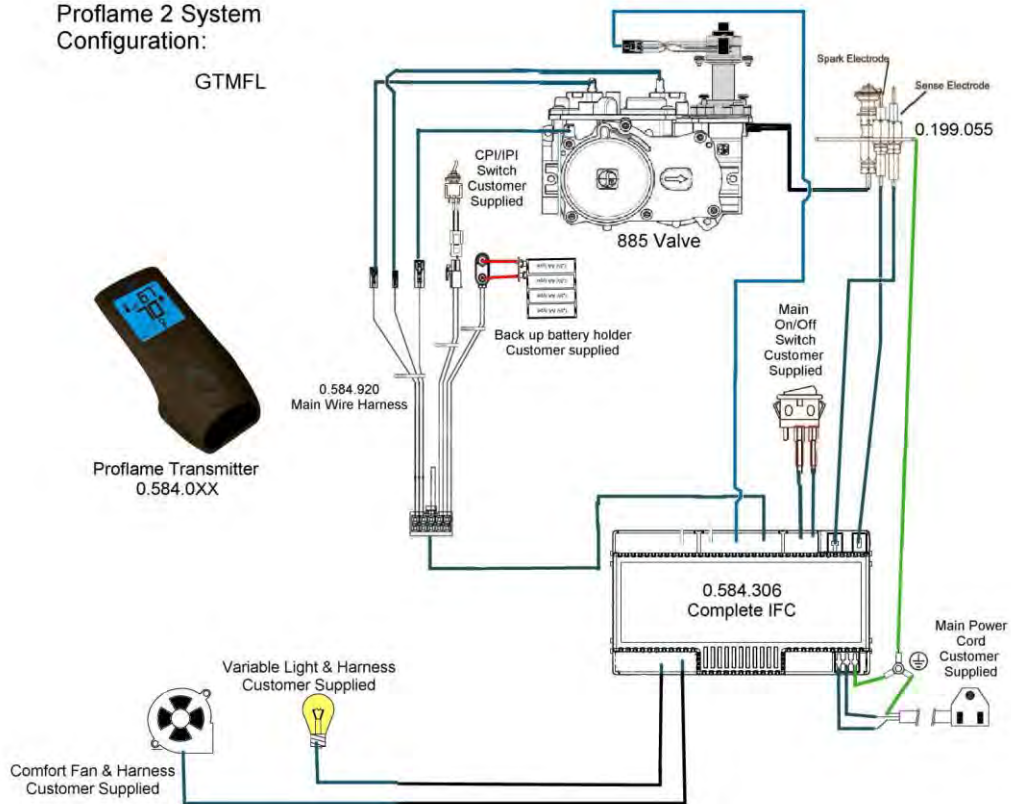 Proflame 2 System
Configuration:
GTMFL
Spark Electrode
Sense Electrode
0.199.055
CPI/IPI
Switch
Customer
Supplied
885 Valve
Back up battery holder
Customer supplied
Main
On/Off
Switch
Customer
Supplied
0.584.920
Main Wire Harness
67
70
Proflame Transmitter
0.584.0XX
0.584.306
Complete IFC
Main Power
Cord
Customer
Supplied
Variable Light & Harness
Customer Supplied
Comfort Fan & Harness
Customer Supplied